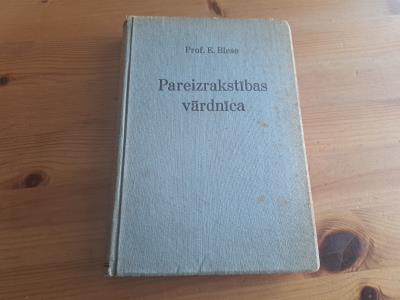 Prof. E. Blese
Pareizrakstības
vārdnīca